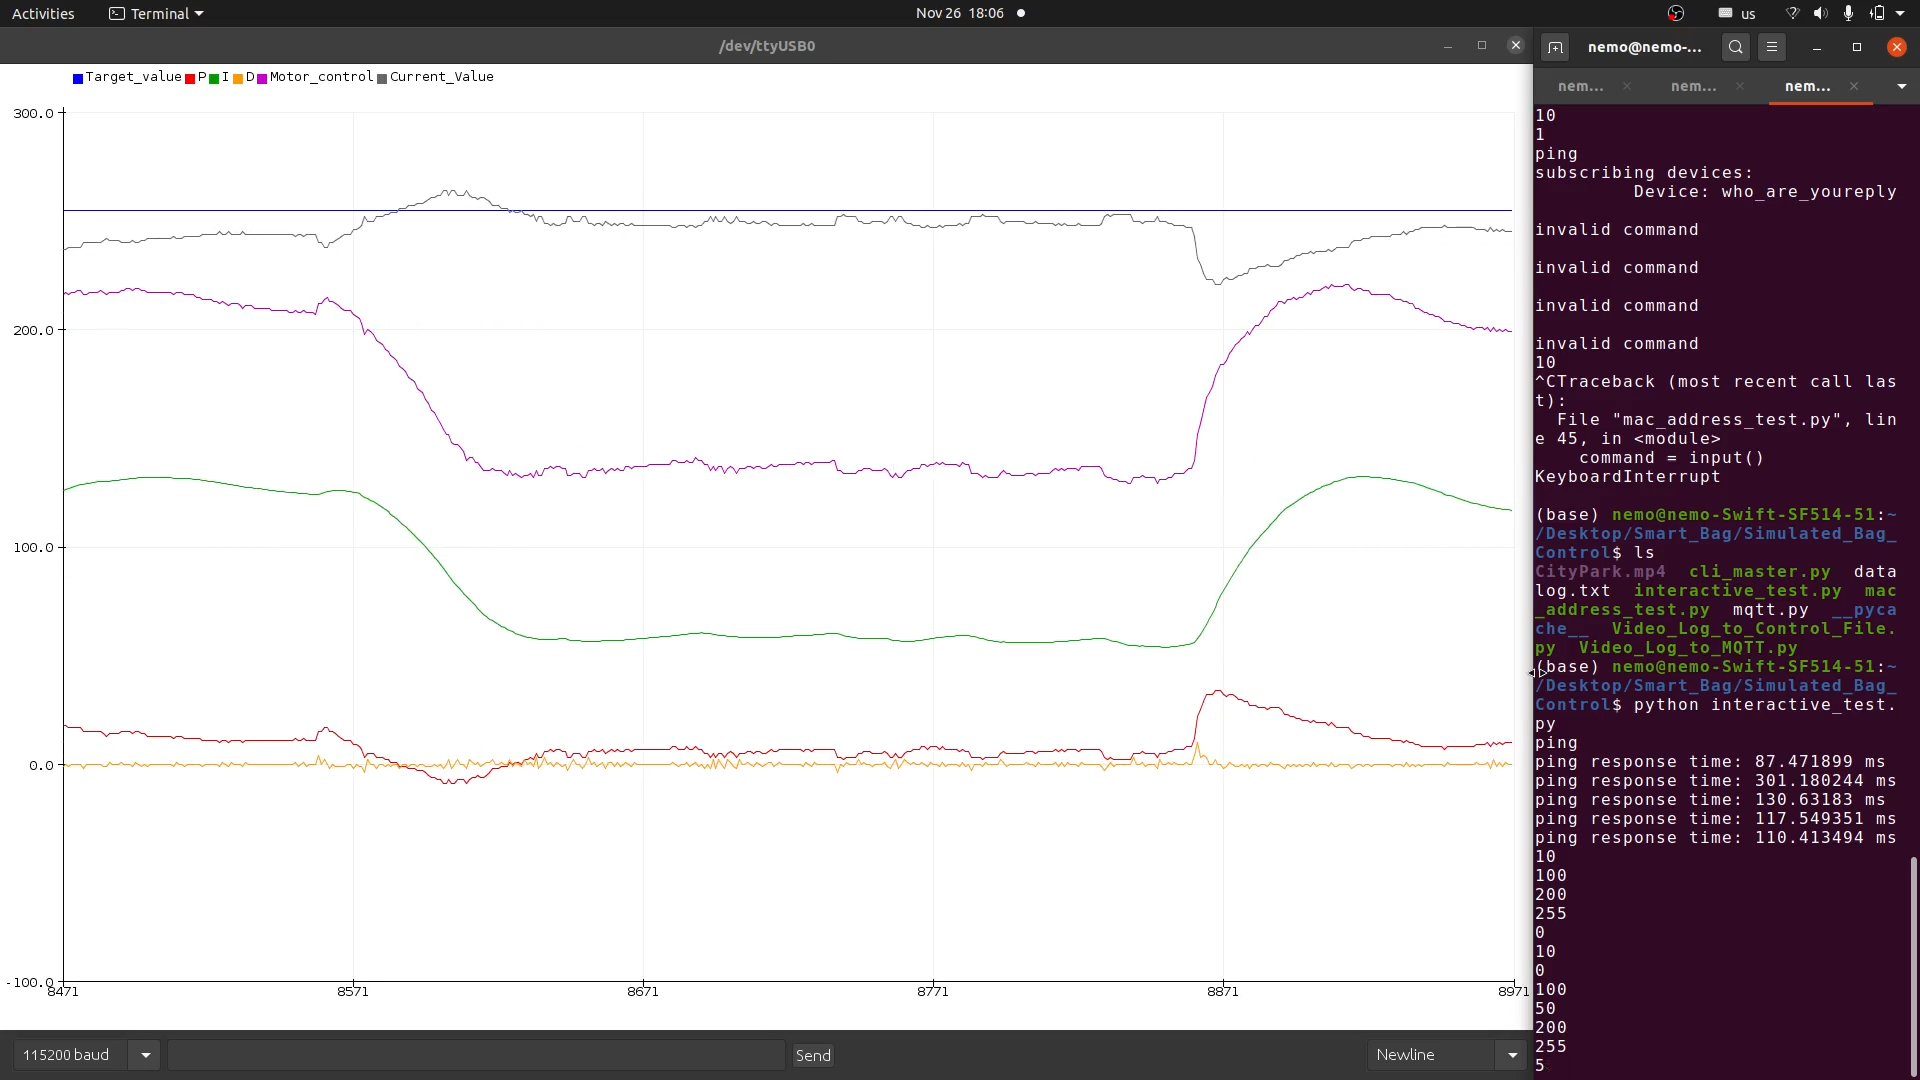 Activities Terminal Nov 26 18:06 us
/dev/ttyUSB0
nemo@nemo-...
Target_value P I D Motor_control Current_Value
300.0
200.0
100.0
0.0
-100.0
8471 8571 8671 8771 8871 8971
115200 baud Send Newline
nem... nem... nem...
10
1
ping
subscribing devices:
Device: who_are_youreply
invalid command
invalid command
invalid command
invalid command
10
^CTraceback (most recent call las
t):
File "mac_address_test.py", lin
e 45, in <module>
command = input()
KeyboardInterrupt
(base) nemo@nemo-Swift-SF514-51:~
/Desktop/Smart_Bag/Simulated_Bag_
Control$ ls
CityPark.mp4 cli_master.py data
log.txt interactive_test.py mac
_address_test.py mqtt.py __pyca
che__ Video_Log_to_Control_File.
py Video_Log_to_MQTT.py
(base) nemo@nemo-Swift-SF514-51:~
/Desktop/Smart_Bag/Simulated_Bag_
Control$ python interactive_test.
py
ping
ping response time: 87.471899 ms
ping response time: 301.180244 ms
ping response time: 130.63183 ms
ping response time: 117.549351 ms
ping response time: 110.413494 ms
10
100
200
255
0
10
0
100
50
200
255
5